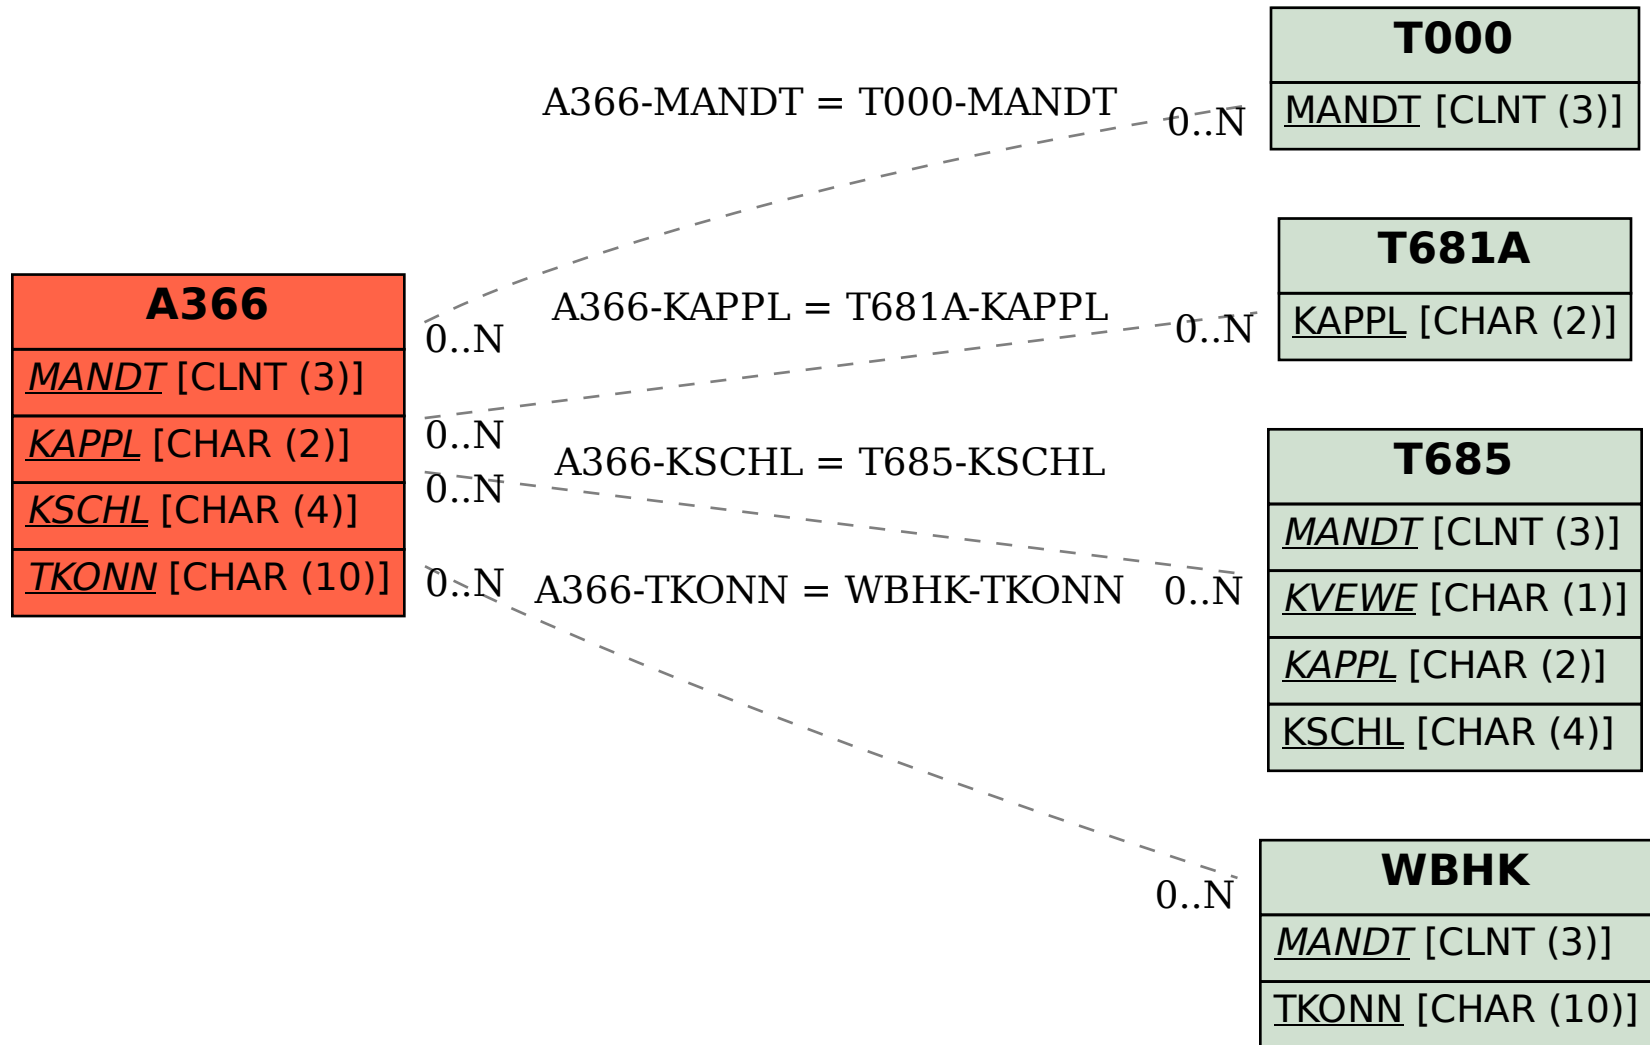 T000
MANDT [CLNT (3)]
A366-MANDT = T000-MANDT
0..N
T681A
KAPPL [CHAR (2)]
A366
MANDT [CLNT (3)]
KAPPL [CHAR (2)]
KSCHL [CHAR (4)]
TKONN [CHAR (10)]
0..N
A366-KAPPL = T681A-KAPPL
0..N
0..N
A366-KSCHL = T685-KSCHL
0..N
0..N
A366-TKONN = WBHK-TKONN
0..N
T685
MANDT [CLNT (3)]
KVEWE [CHAR (1)]
KAPPL [CHAR (2)]
KSCHL [CHAR (4)]
0..N
WBHK
MANDT [CLNT (3)]
TKONN [CHAR (10)]